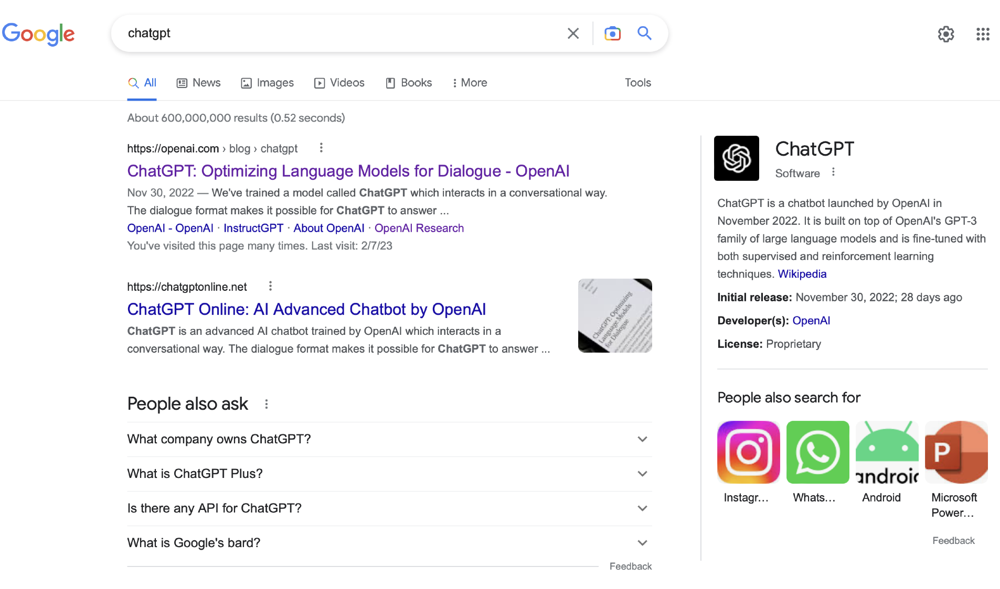 Google
chatgpt
All
News
Images
Videos
Books
More
Tools
About 600,000,000 results (0.52 seconds)
https://openai.com › blog › chatgpt
ChatGPT: Optimizing Language Models for Dialogue - OpenAI
Nov 30, 2022 — We've trained a model called ChatGPT which interacts in a conversational way.
The dialogue format makes it possible for ChatGPT to answer ...
OpenAI - OpenAI · InstructGPT · About OpenAI · OpenAI Research
You've visited this page many times. Last visit: 2/7/23
https://chatgptonline.net
ChatGPT Online: AI Advanced Chatbot by OpenAI
ChatGPT is an advanced AI chatbot trained by OpenAI which interacts in a
conversational way. The dialogue format makes it possible for ChatGPT to answer ...
ChatGPT: Optimizing
Language Models
for Dialogue
People also ask
What company owns ChatGPT?
What is ChatGPT Plus?
Is there any API for ChatGPT?
What is Google's bard?
Feedback
ChatGPT
Software
ChatGPT is a chatbot launched by OpenAI in
November 2022. It is built on top of OpenAI's GPT-3
family of large language models and is fine-tuned with
both supervised and reinforcement learning
techniques. Wikipedia
Initial release: November 30, 2022; 28 days ago
Developer(s): OpenAI
License: Proprietary
People also search for
P
android
Instagr...
Whats...
Android
Microsoft
Power...
Feedback